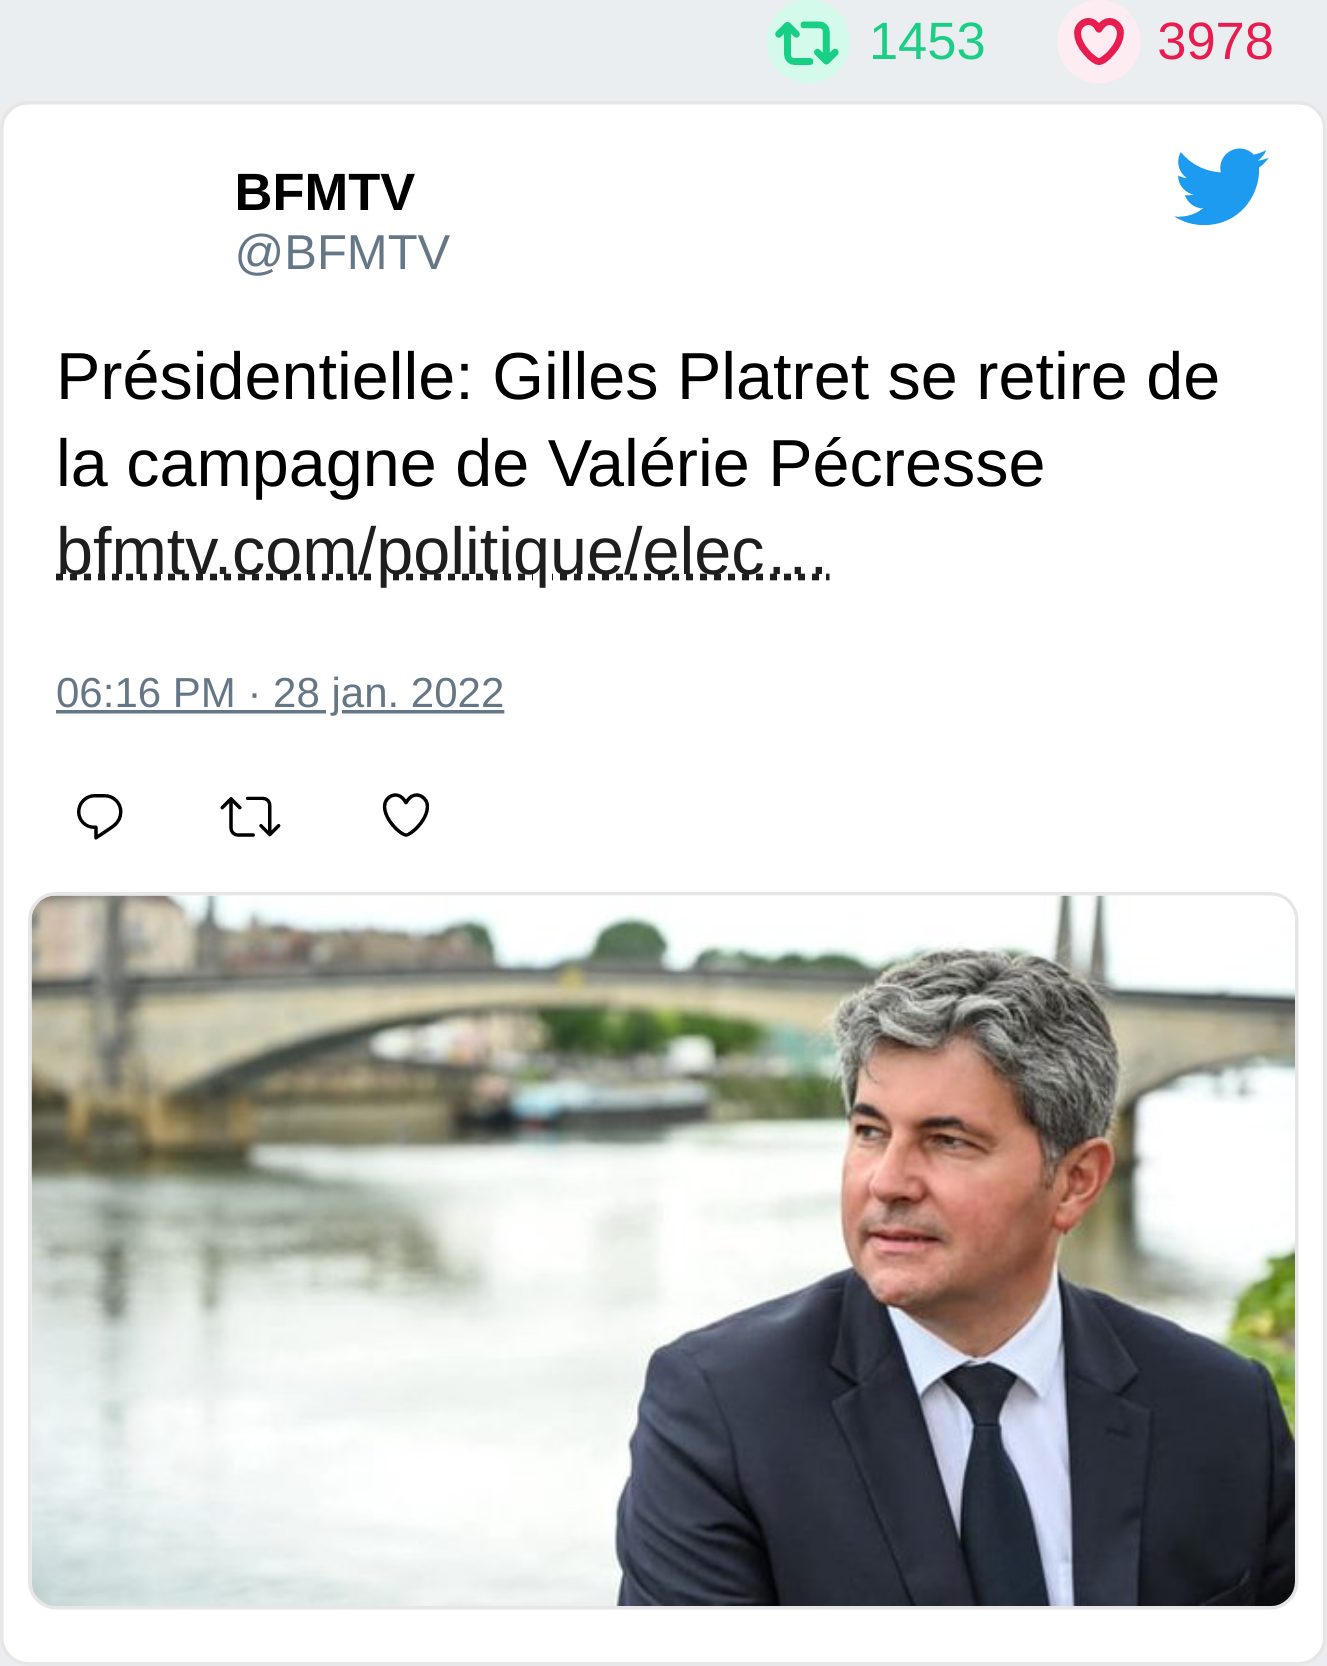 1453 3978
BFMTV
@BFMTV
Présidentielle: Gilles Platret se retire de
la campagne de Valérie Pécresse
bfmtv.com/politique/elec…
06:16 PM · 28 jan. 2022